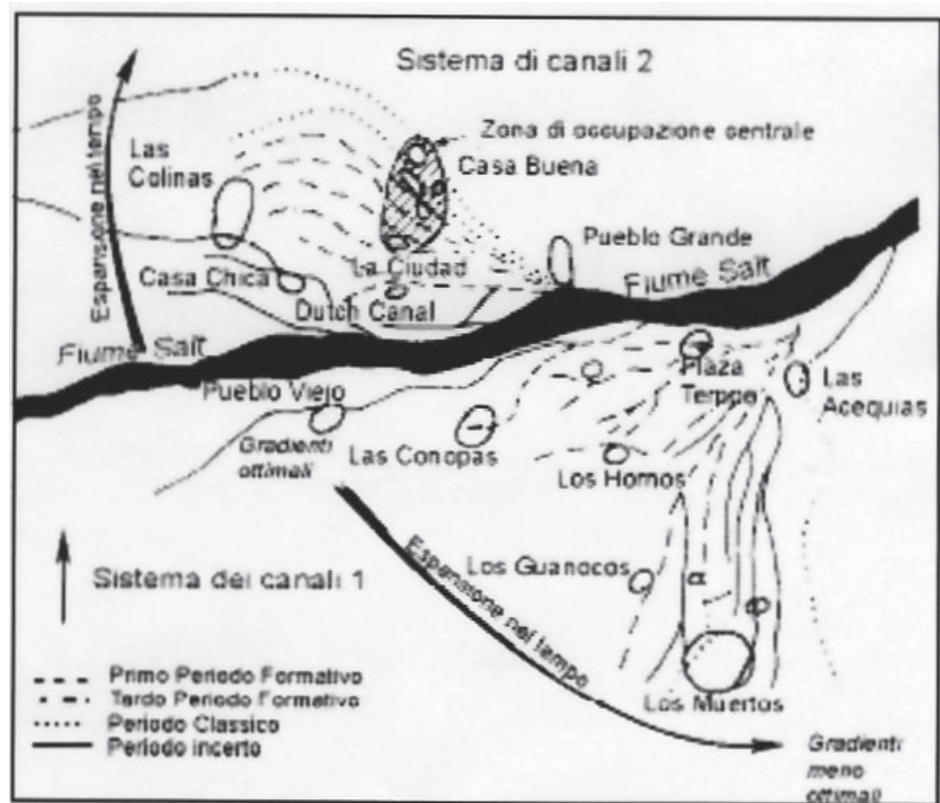 Sistema di canali 2
Espansione nel tempo
Zona di occupazione centrale
Las
Colinas
Casa Buena
Pueblo Grande
La Ciudad
Casa Chica
Dutch Canal
Fiume Salt
Fiume Salt
Pueblo Viejo
Plaza
Las
Acequias
Gradienti
ottimali
Las Conopas
Los Hornos
Espansione nel tempo
Los Guanacos
Sistema dei canali 1
α
Los Muertos
Primo Periodo Formativo
Tardo Periodo Formativo
Periodo Classico
Periodo incerto
Gradienti
meno
ottimali